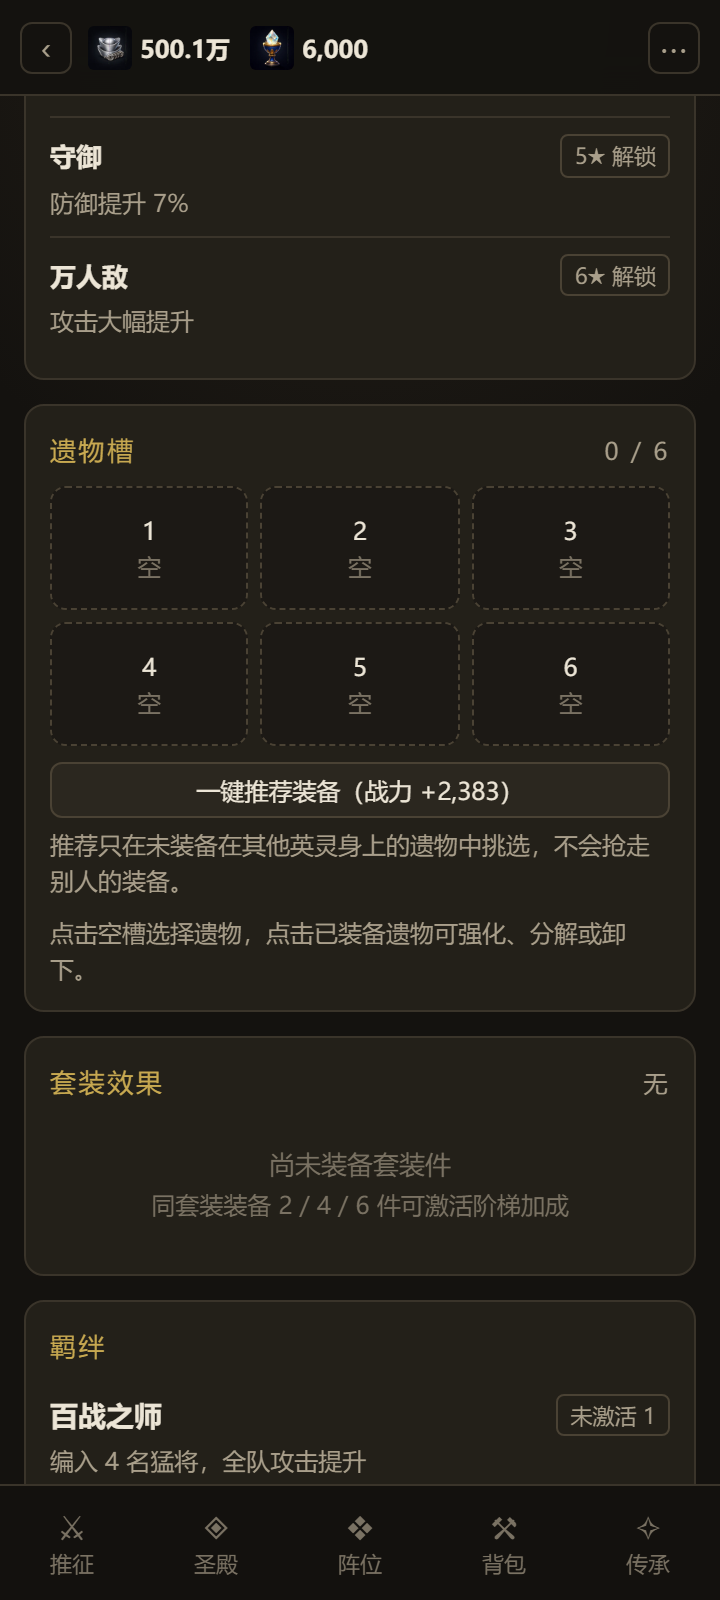 500.1万 6,000
守御 5★ 解锁
防御提升 7%
万人敌 6★ 解锁
攻击大幅提升
遗物槽 0 / 6
1 2 3
空 空 空
4 5 6
空 空 空
一键推荐装备（战力 +2,383）
推荐只在未装备在其他英灵身上的遗物中挑选，不会抢走
别人的装备。
点击空槽选择遗物，点击已装备遗物可强化、分解或卸
下。
套装效果 无
尚未装备套装件
同套装装备 2 / 4 / 6 件可激活阶梯加成
羁绊
百战之师 未激活 1
编入 4 名猛将，全队攻击提升
推征 圣殿 阵位 背包 传承